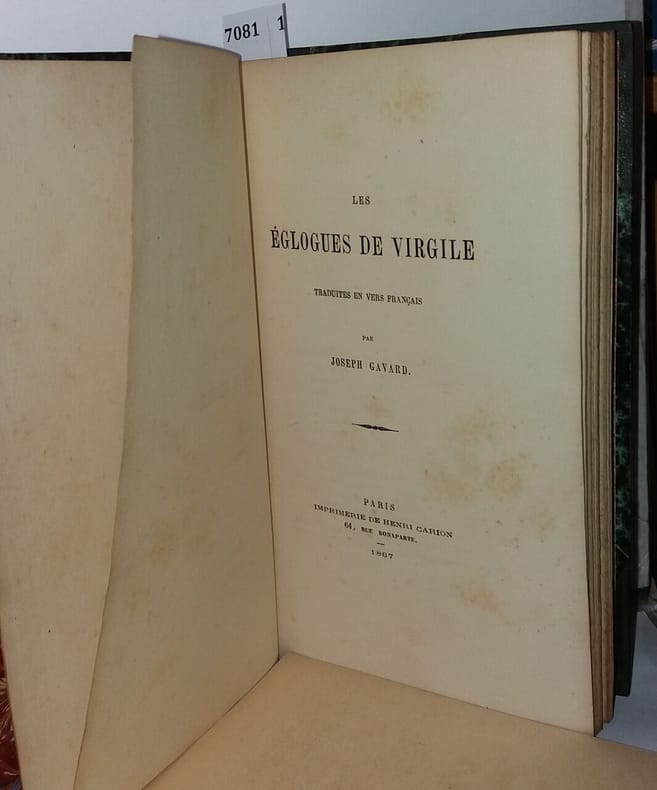 7081 1
LES
ÉGLOGUES DE VIRGILE
TRADUITES EN VERS FRANÇAIS
PAR
JOSEPH GAVARD.
PARIS
IMPRIMERIE DE HENRI CARION
64, RUE BONAPARTE.
1867